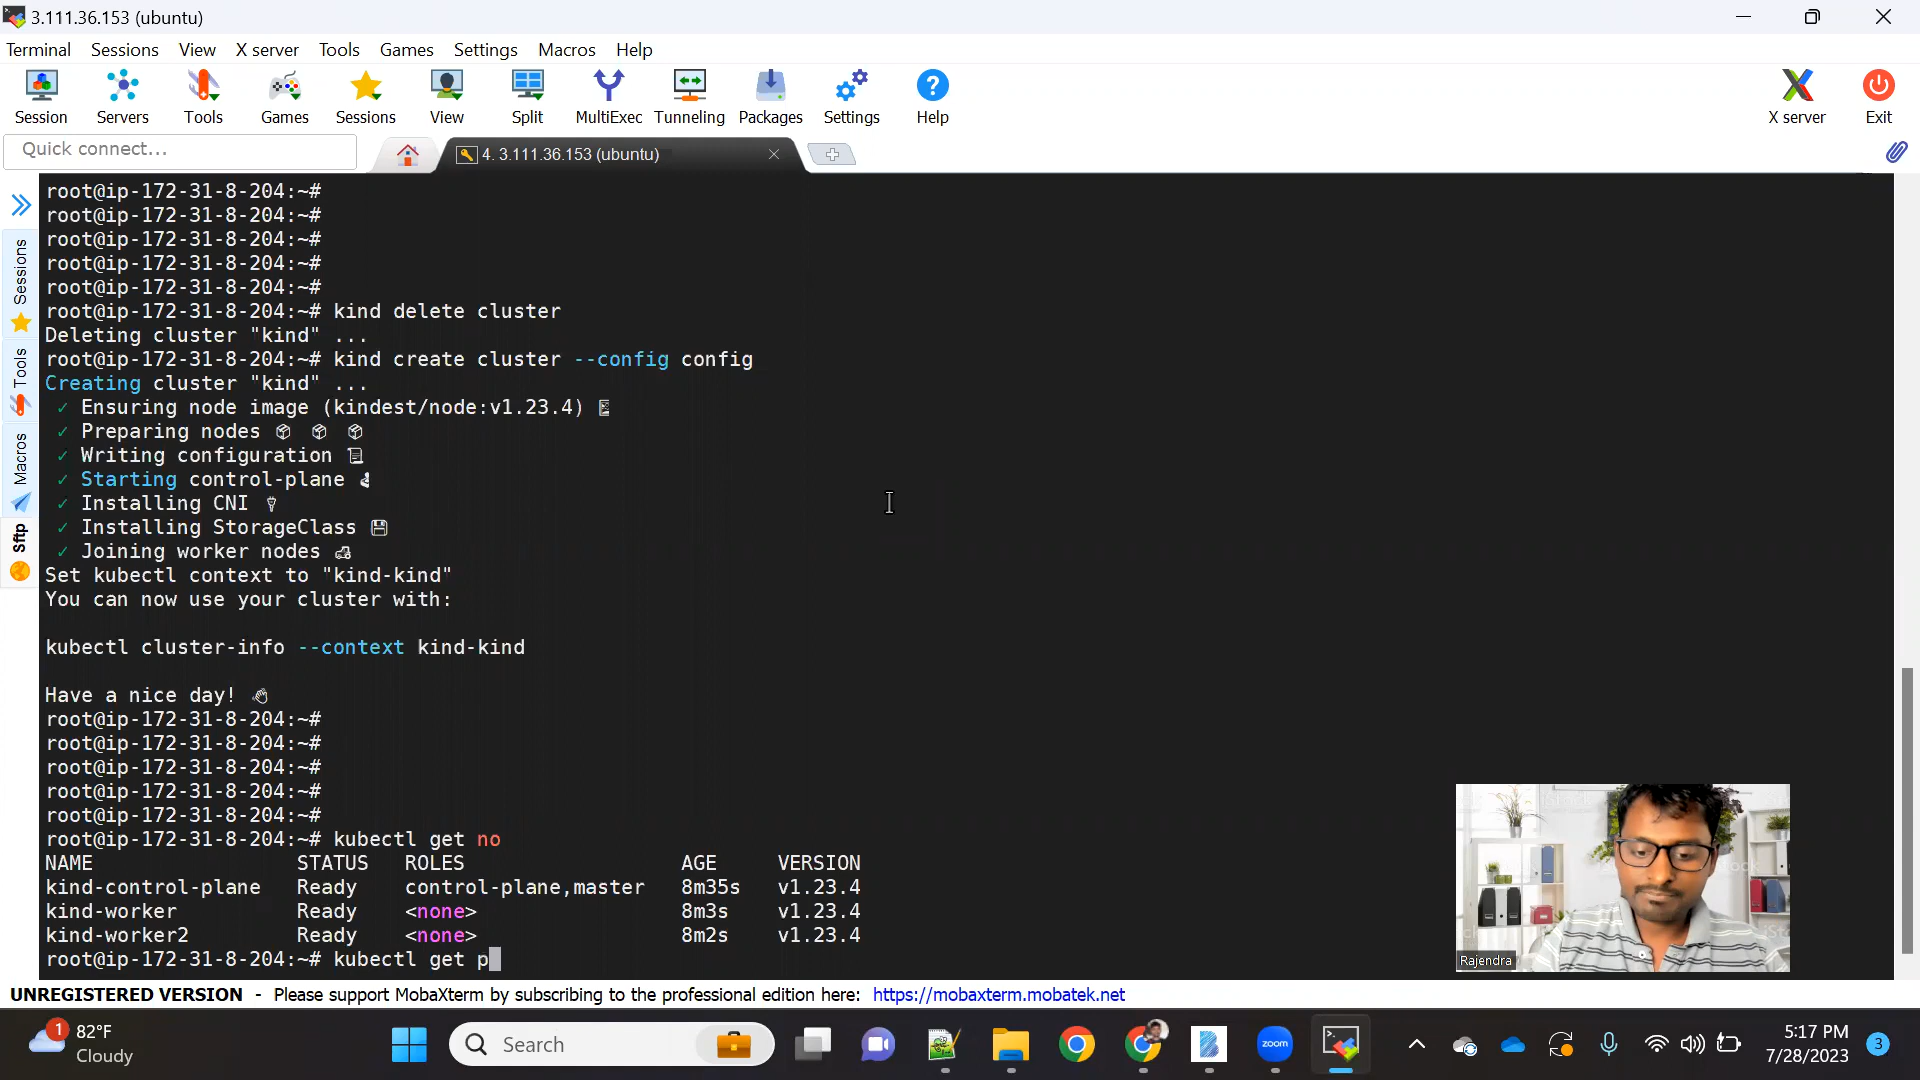 3.111.36.153 (ubuntu)
Terminal Sessions View X server Tools Games Settings Macros Help
Session Servers Tools Games Sessions View Split MultiExec Tunneling Packages Settings Help X server Exit
Quick connect...
4. 3.111.36.153 (ubuntu)
Sessions
Tools
Macros
Sftp
root@ip-172-31-8-204:~#
root@ip-172-31-8-204:~#
root@ip-172-31-8-204:~#
root@ip-172-31-8-204:~#
root@ip-172-31-8-204:~#
root@ip-172-31-8-204:~# kind delete cluster
Deleting cluster "kind" ...
root@ip-172-31-8-204:~# kind create cluster --config config
Creating cluster "kind" ...
✓ Ensuring node image (kindest/node:v1.23.4)
✓ Preparing nodes
✓ Writing configuration
✓ Starting control-plane
✓ Installing CNI
✓ Installing StorageClass
✓ Joining worker nodes
Set kubectl context to "kind-kind"
You can now use your cluster with:
kubectl cluster-info --context kind-kind
Have a nice day!
root@ip-172-31-8-204:~#
root@ip-172-31-8-204:~#
root@ip-172-31-8-204:~#
root@ip-172-31-8-204:~#
root@ip-172-31-8-204:~#
root@ip-172-31-8-204:~# kubectl get no
NAME STATUS ROLES AGE VERSION
kind-control-plane Ready control-plane,master 8m35s v1.23.4
kind-worker Ready <none> 8m3s v1.23.4
kind-worker2 Ready <none> 8m2s v1.23.4
root@ip-172-31-8-204:~# kubectl get p
Rajendra
UNREGISTERED VERSION - Please support MobaXterm by subscribing to the professional edition here: https://mobaxterm.mobatek.net
1
82°F
Cloudy
Search
zoom
5:17 PM
7/28/2023
3